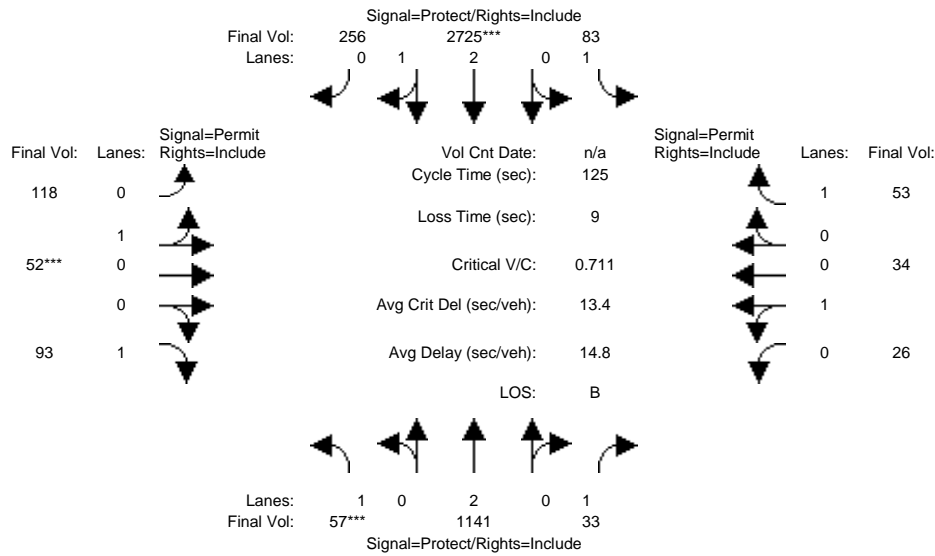 Signal=Protect/Rights=Include
Final Vol: 256 2725*** 83
Lanes: 0 1 2 0 1
Signal=Permit Signal=Permit
Final Vol: Lanes: Rights=Include Vol Cnt Date: n/a Rights=Include Lanes: Final Vol:
Cycle Time (sec): 125
118 0 1 53
Loss Time (sec): 9
1 0
52*** 0 Critical V/C: 0.711 0 34
0 Avg Crit Del (sec/veh): 13.4 1
93 1 Avg Delay (sec/veh): 14.8 0 26
LOS: B
Lanes: 1 0 2 0 1
Final Vol: 57*** 1141 33
Signal=Protect/Rights=Include